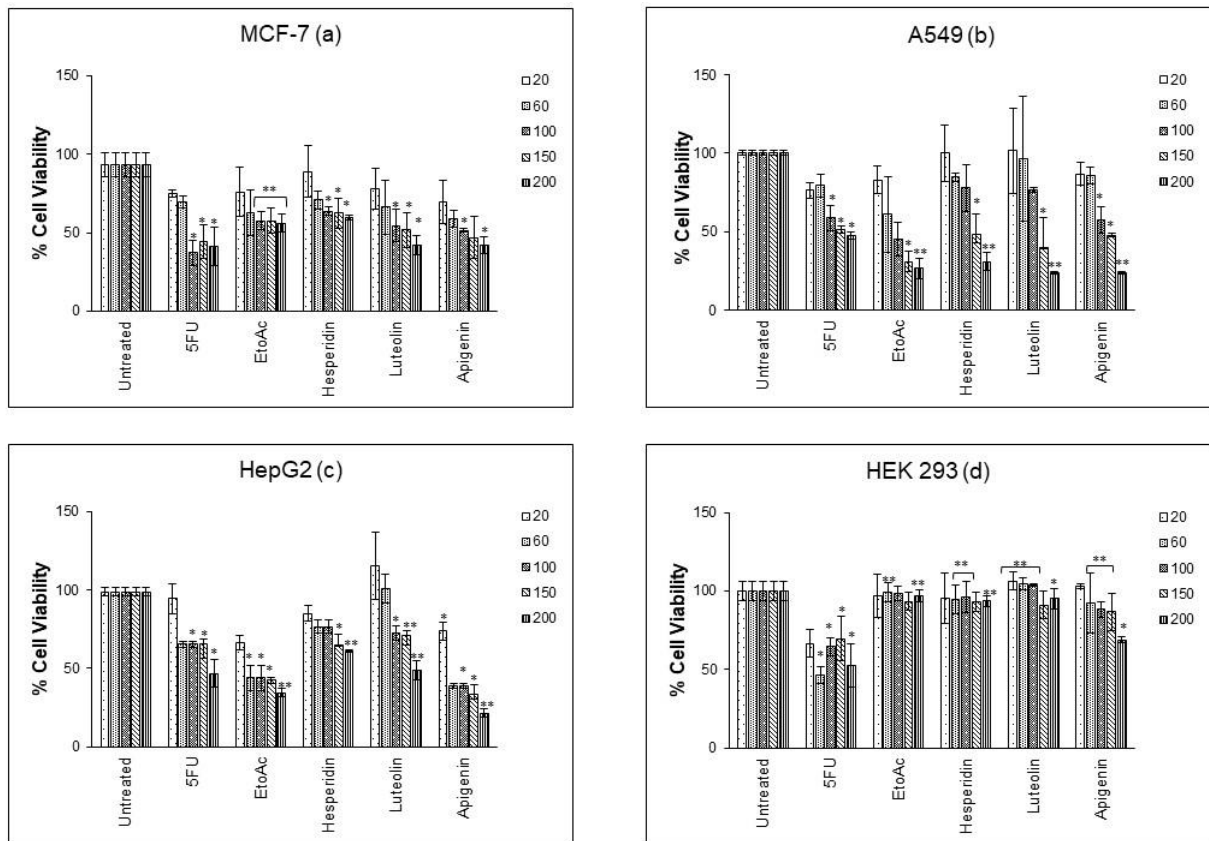 MCF-7 (a)
% Cell Viability
150
100
50
0
20
60
100
150
200
* * *
**
* * *
* * *
* *
Untreated
5FU
EtoAc
Hesperidin
Luteolin
Apigenin
A549 (b)
% Cell Viability
150
100
50
0
20
60
100
150
200
* * *
* **
* **
* **
* * **
Untreated
5FU
EtoAc
Hesperidin
Luteolin
Apigenin
HepG2 (c)
% Cell Viability
150
100
50
0
20
60
100
150
200
* * *
* * * **
* **
* ** **
* * * **
Untreated
5FU
EtoAc
Hesperidin
Luteolin
Apigenin
HEK 293 (d)
% Cell Viability
150
100
50
0
20
60
100
150
200
* * * *
** **
** **
** *
** *
Untreated
5FU
EtoAc
Hesperidin
Luteolin
Apigenin